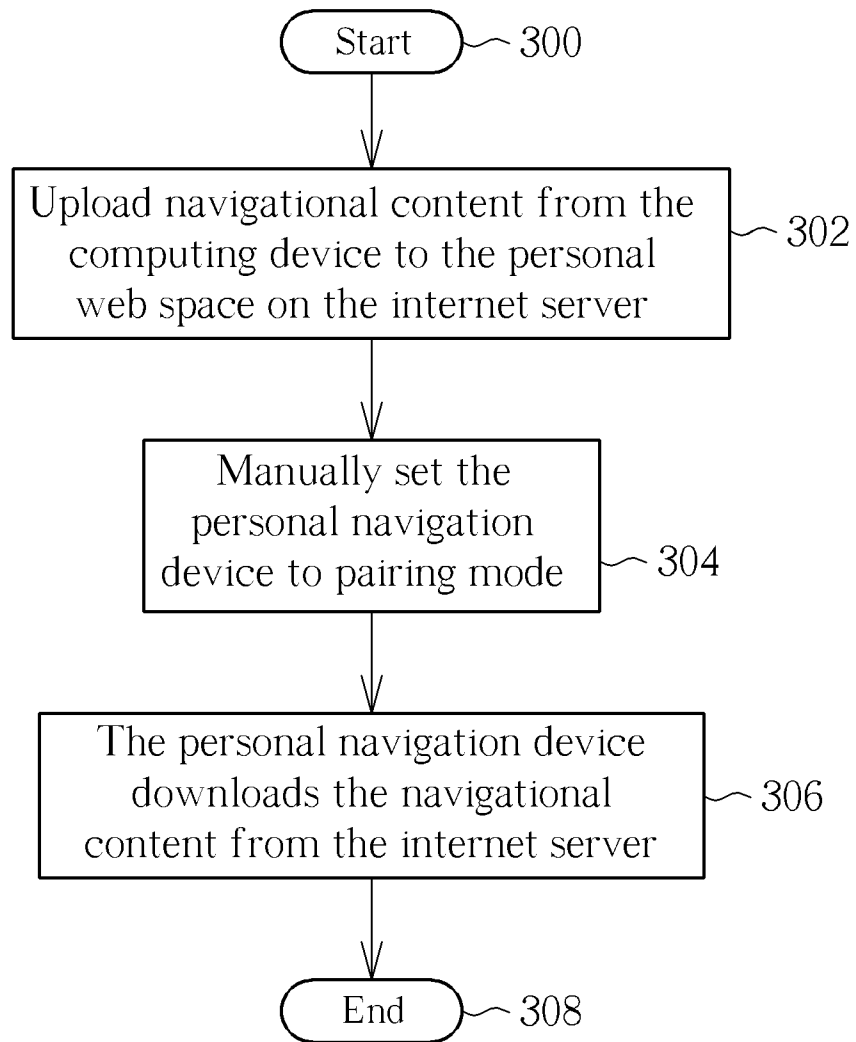 Start
300
Upload navigational content from the
computing device to the personal
web space on the internet server
302
Manually set the
personal navigation
device to pairing mode
304
The personal navigation device
downloads the navigational
content from the internet server
306
End
308